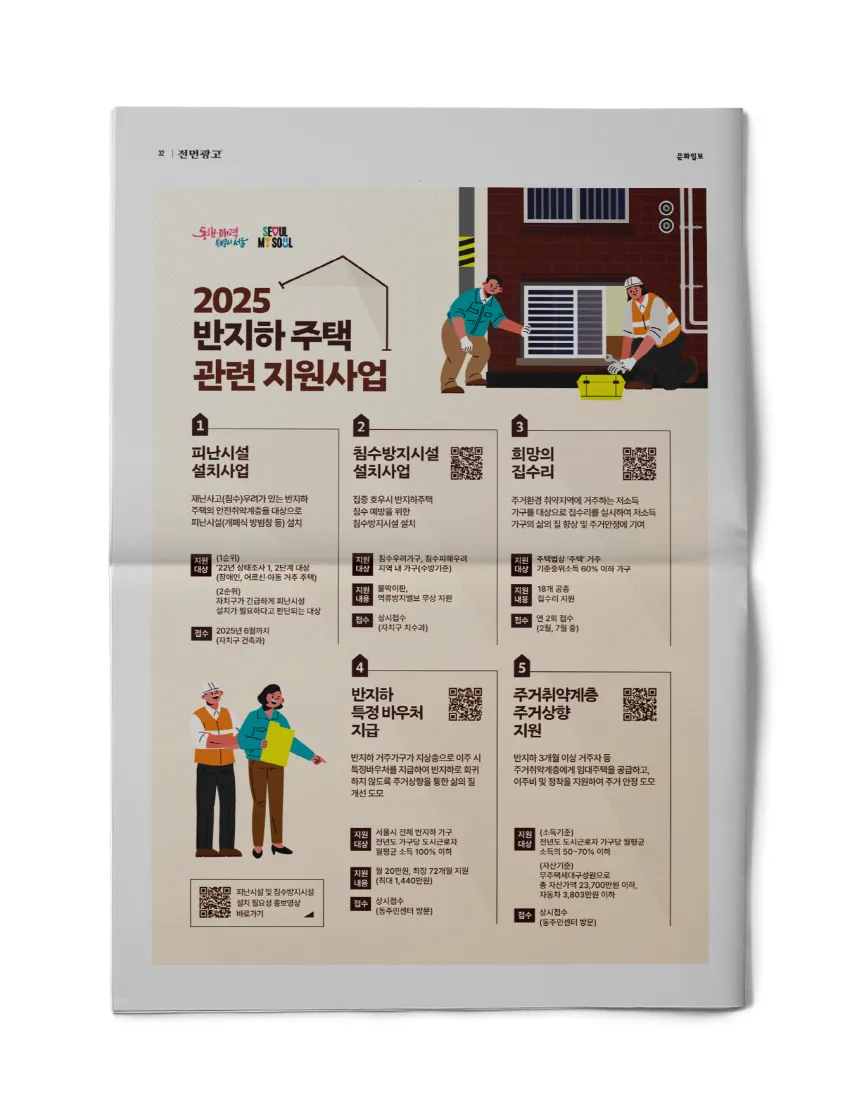 32 전면광고
문화일보
동행·매력
특별시 서울
SEOUL
MY SOUL
2025
반지하 주택
관련 지원사업
1
피난시설
설치사업
재난사고(침수)우려가 있는 반지하
주택의 안전취약계층을 대상으로
피난시설(개폐식 방범창 등) 설치
지원
대상
(1순위)
'22년 상태조사 1, 2단계 대상
(장애인, 어르신·아동 거주 주택)
(2순위)
자치구가 긴급하게 피난시설
설치가 필요하다고 판단되는 대상
접수
2025년 6월까지
(자치구 건축과)
2
침수방지시설
설치사업
집중 호우시 반지하주택
침수 예방을 위한
침수방지시설 설치
지원
대상
침수우려가구, 침수피해우려
지역 내 가구(수방기준)
지원
내용
물막이판,
역류방지밸브 무상 지원
접수
상시접수
(자치구 치수과)
3
희망의
집수리
주거환경 취약지역에 거주하는 저소득
가구를 대상으로 집수리를 실시하여 저소득
가구의 삶의 질 향상 및 주거안정에 기여
지원
대상
주택법상 '주택' 거주
기준중위소득 60% 이하 가구
지원
내용
18개 공종
집수리 지원
접수
연 2회 접수
(2월, 7월 중)
4
반지하
특정 바우처
지급
반지하 거주가구가 지상층으로 이주 시
특정바우처를 지급하여 반지하로 회귀
하지 않도록 주거상향을 통한 삶의 질
개선 도모
지원
대상
서울시 전체 반지하 가구
전년도 가구당 도시근로자
월평균 소득 100% 이하
지원
내용
월 20만원, 최장 72개월 지원
(최대 1,440만원)
접수
상시접수
(동주민센터 방문)
5
주거취약계층
주거상향
지원
반지하 3개월 이상 거주자 등
주거취약계층에게 임대주택을 공급하고,
이주비 및 정착을 지원하여 주거 안정 도모
지원
대상
(소득기준)
전년도 도시근로자 가구당 월평균
소득의 50~70% 이하
(자산기준)
무주택세대구성원으로
총 자산가액 23,700만원 이하,
자동차 3,803만원 이하
접수
상시접수
(동주민센터 방문)
피난시설 및 침수방지시설
설치 필요성 홍보영상
바로가기